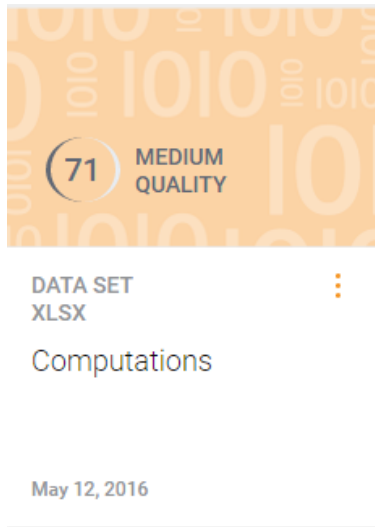 71
MEDIUM
QUALITY
DATA SET
XLSX
Computations
May 12, 2016